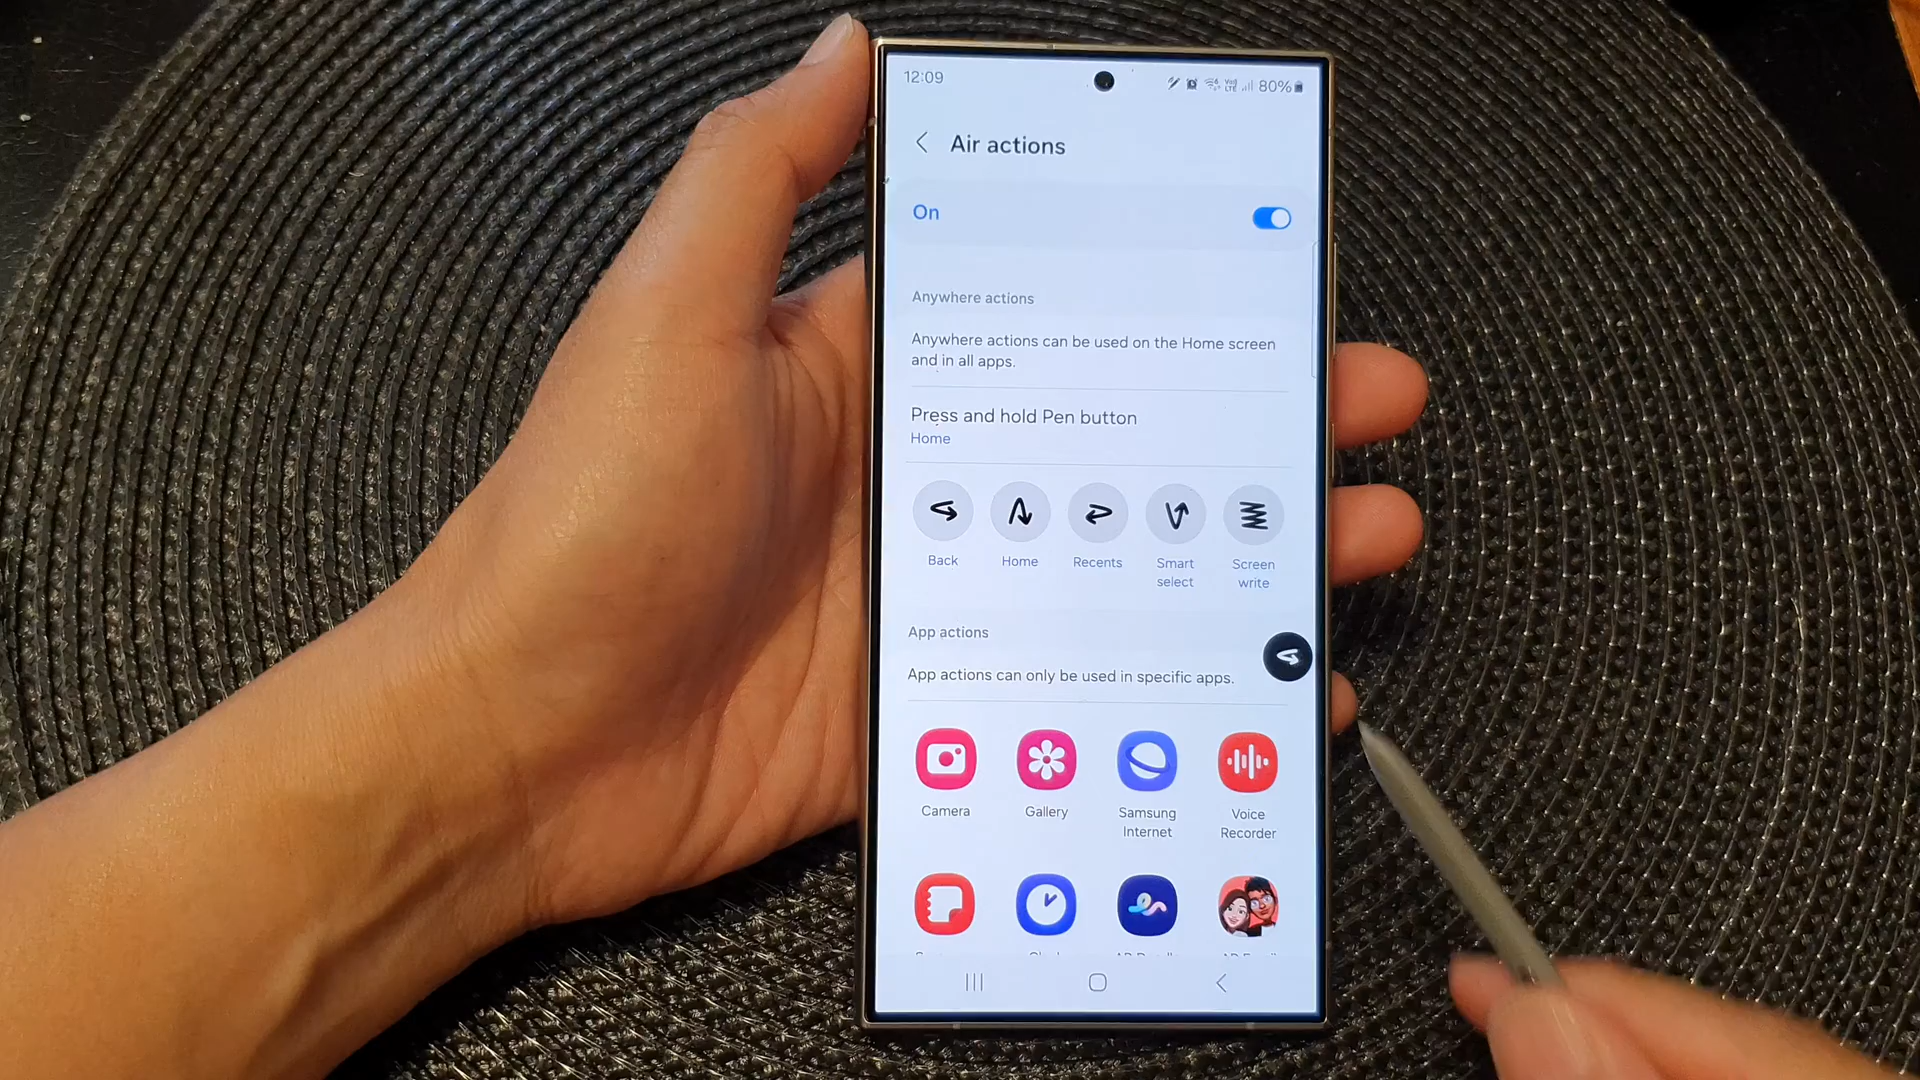 12:09
80%
Air actions
On
Anywhere actions
Anywhere actions can be used on the Home screen
and in all apps.
Press and hold Pen button
Home
Back
Home
Recents
Smart
select
Screen
write
App actions
App actions can only be used in specific apps.
Camera
Gallery
Samsung
Internet
Voice
Recorder